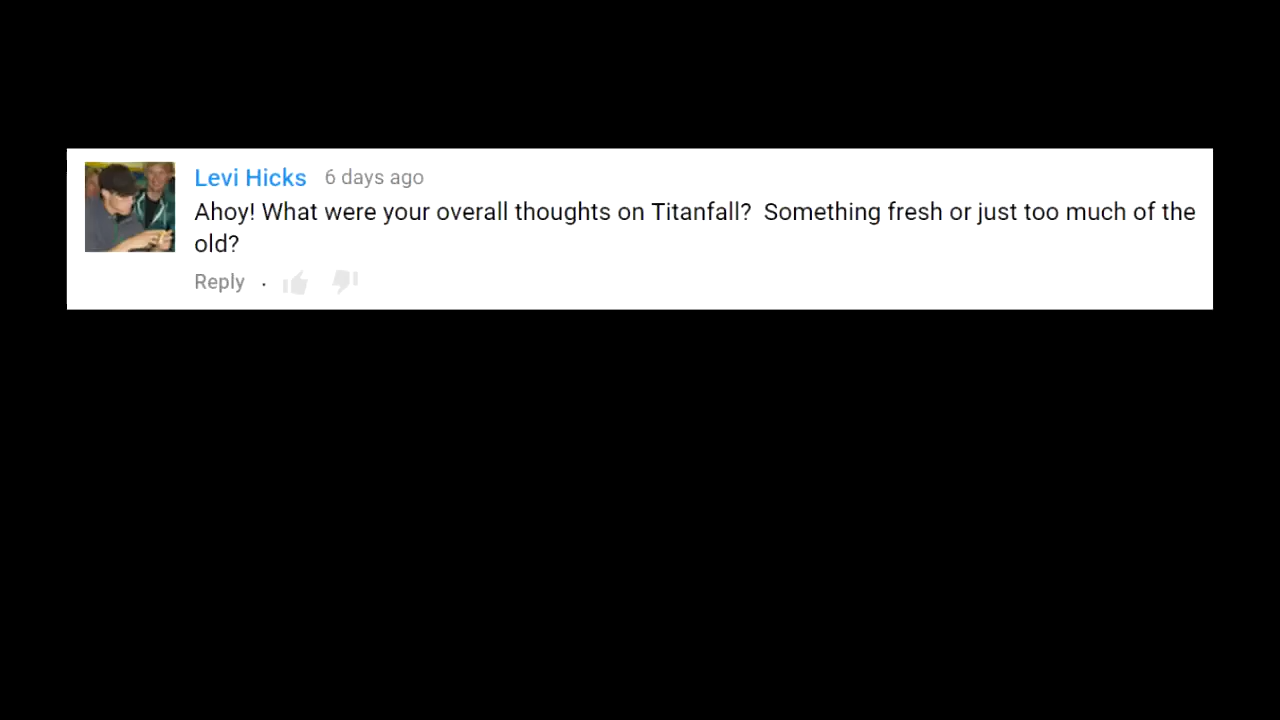 Levi Hicks 6 days ago
Ahoy! What were your overall thoughts on Titanfall?  Something fresh or just too much of the
old?
Reply ·